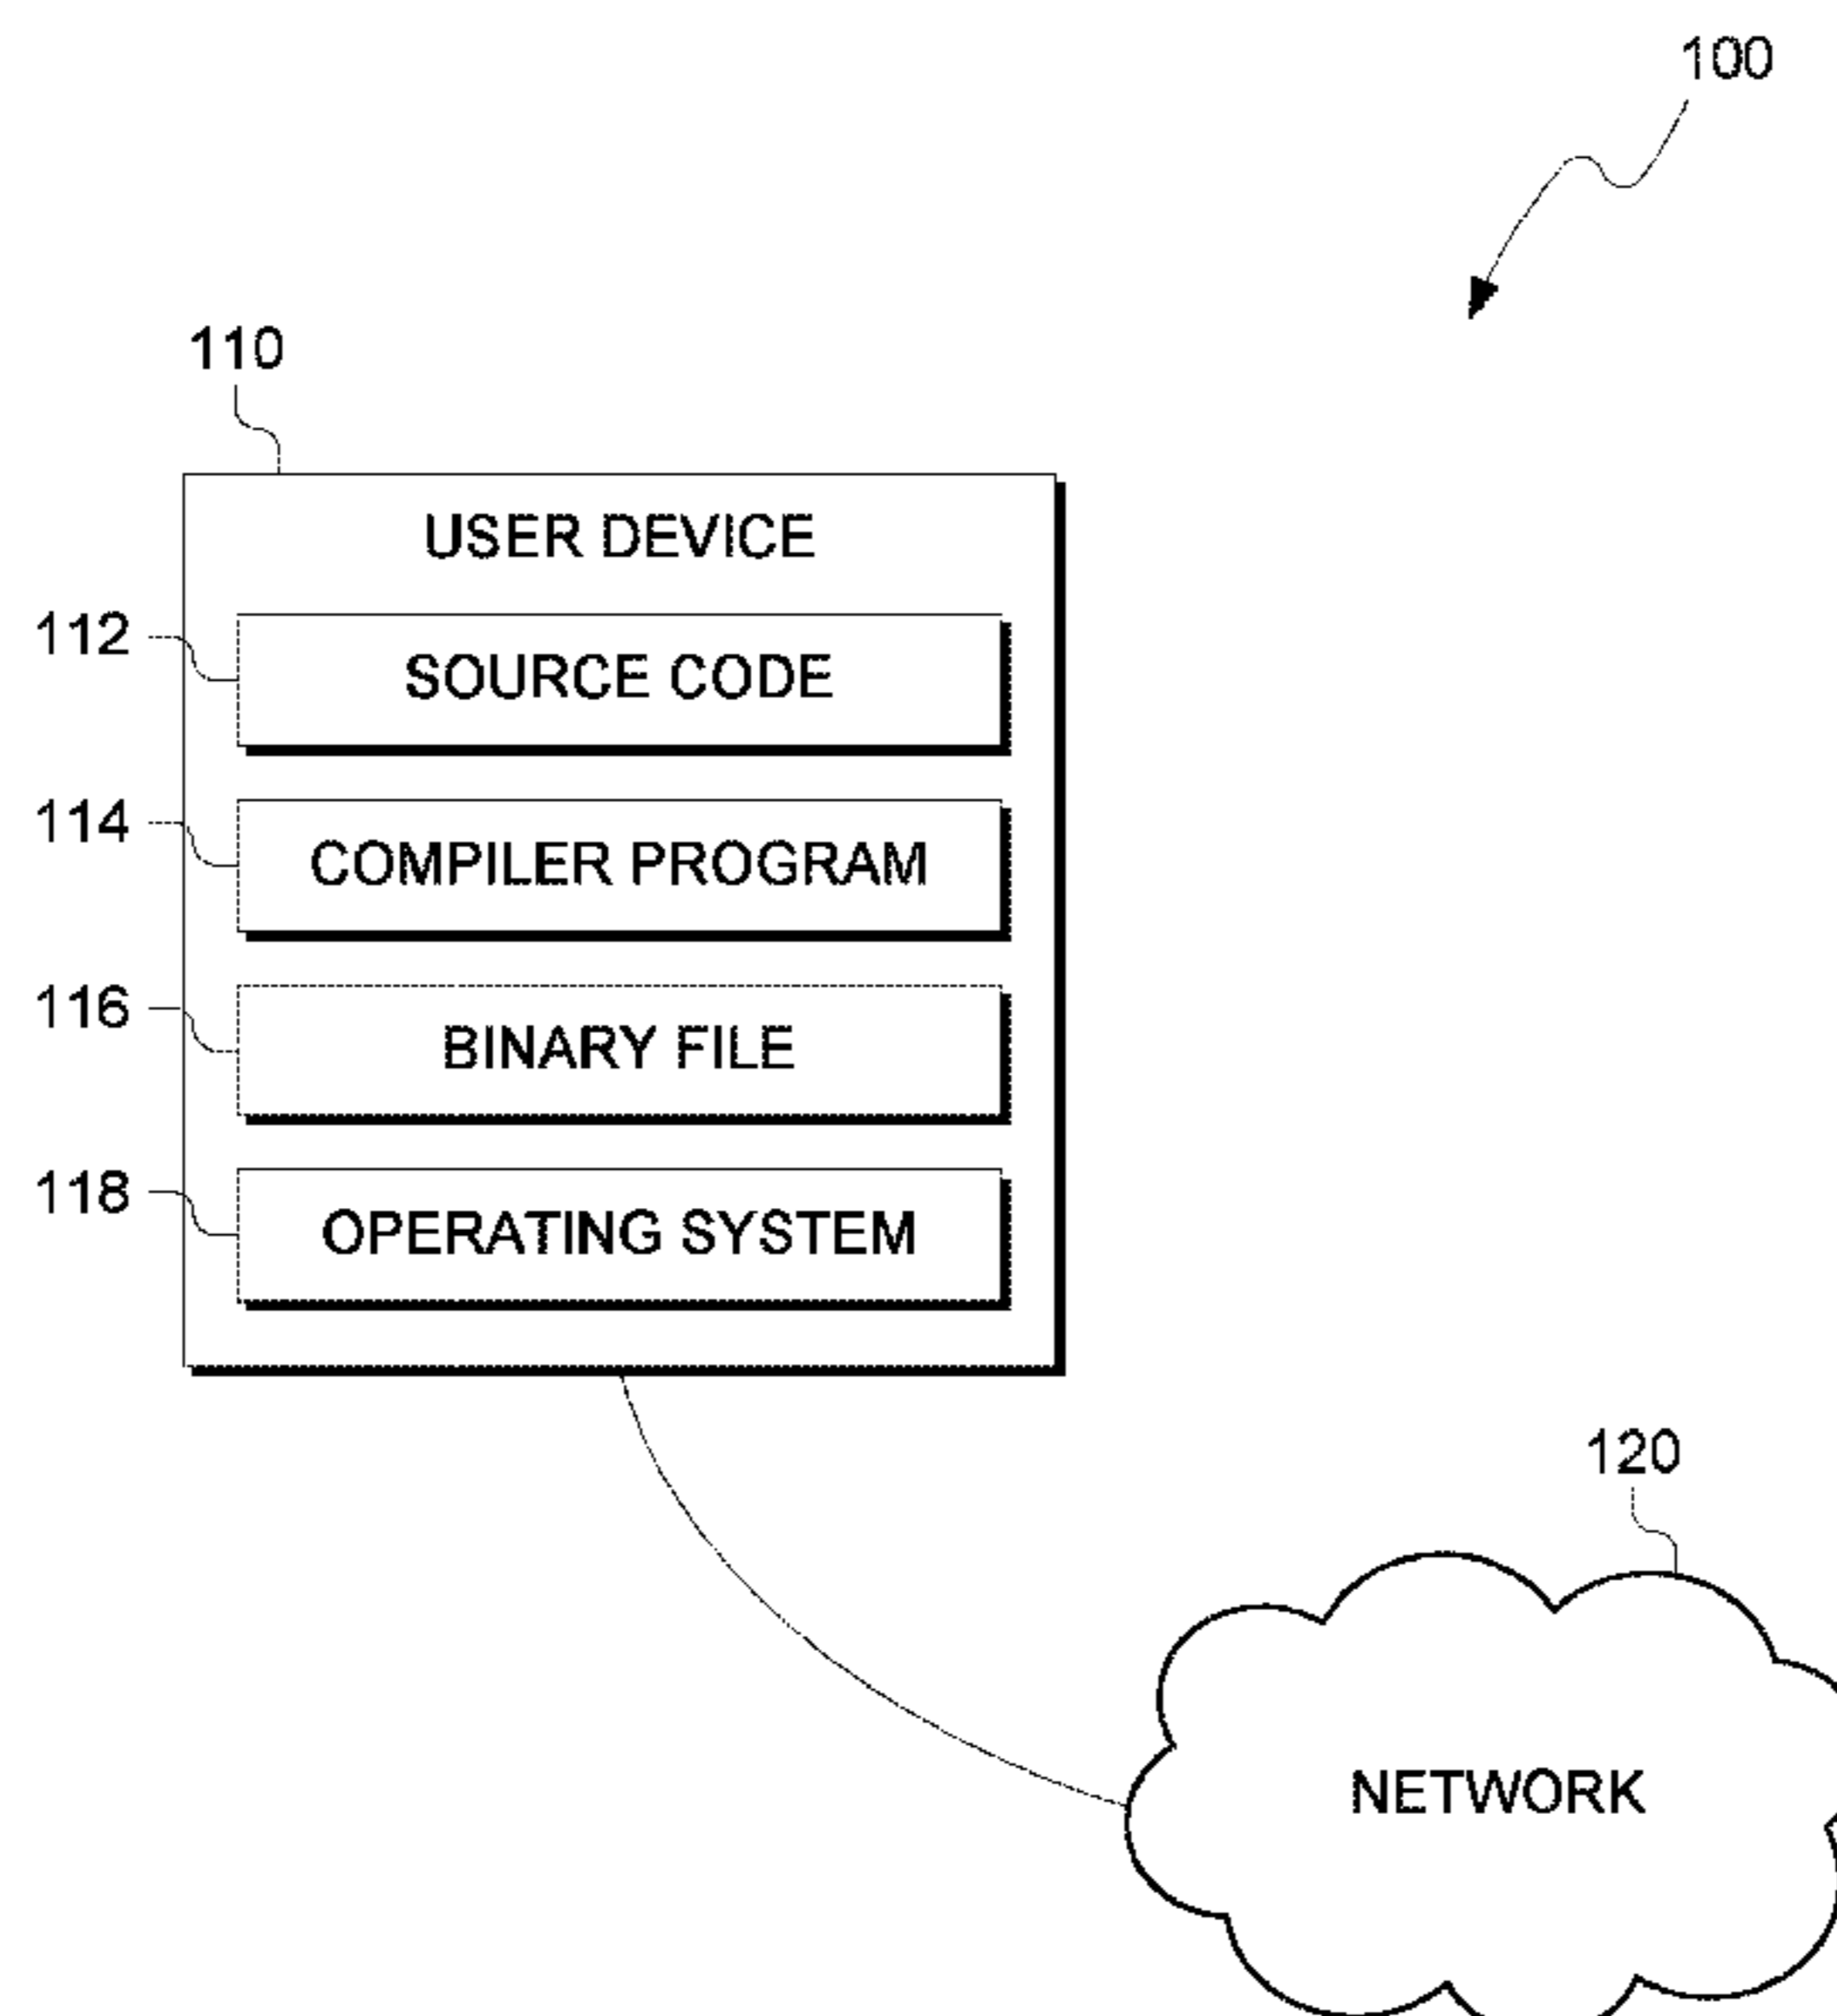 100
110
USER DEVICE
112
SOURCE CODE
114
COMPILER PROGRAM
116
BINARY FILE
118
OPERATING SYSTEM
120
NETWORK